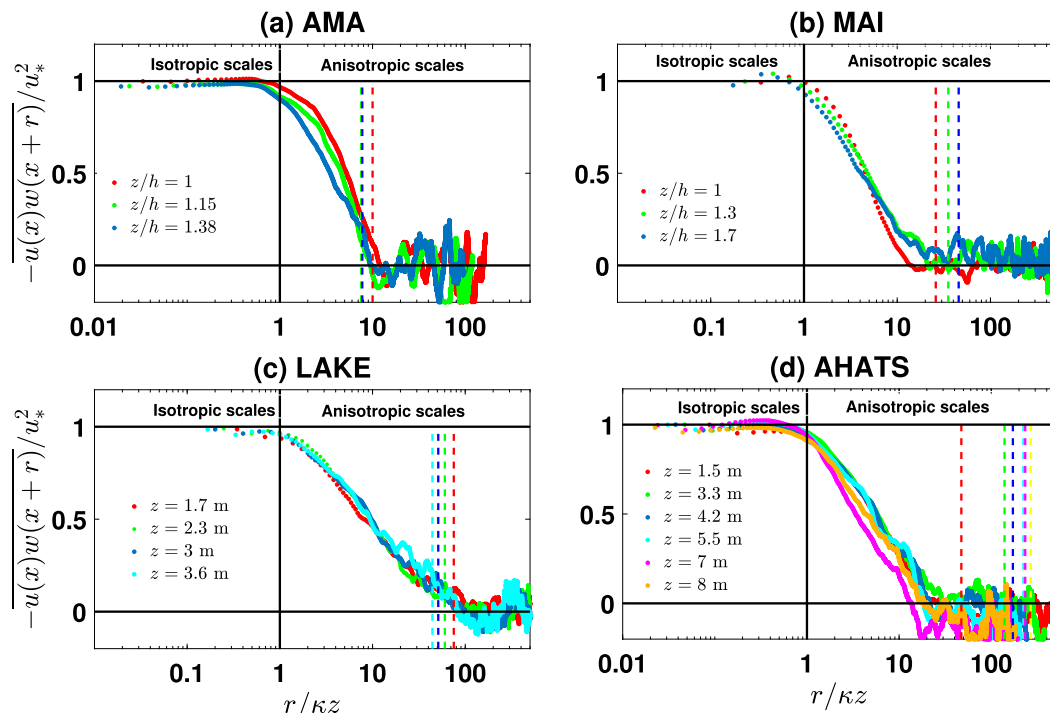 (a) AMA
Isotropic scales Anisotropic scales
1
0.5
0
z/h = 1
z/h = 1.15
z/h = 1.38
0.01 1 10 100
−u(x)w(x + r)/u²∗
(b) MAI
Isotropic scales Anisotropic scales
1
0.5
0
z/h = 1
z/h = 1.3
z/h = 1.7
0.1 1 10 100
(c) LAKE
Isotropic scales Anisotropic scales
1
0.5
0
z = 1.7 m
z = 2.3 m
z = 3 m
z = 3.6 m
0.1 1 10 100
−u(x)w(x + r)/u²∗
r/κz
(d) AHATS
Isotropic scales Anisotropic scales
1
0.5
0
z = 1.5 m
z = 3.3 m
z = 4.2 m
z = 5.5 m
z = 7 m
z = 8 m
0.01 1 10 100
r/κz